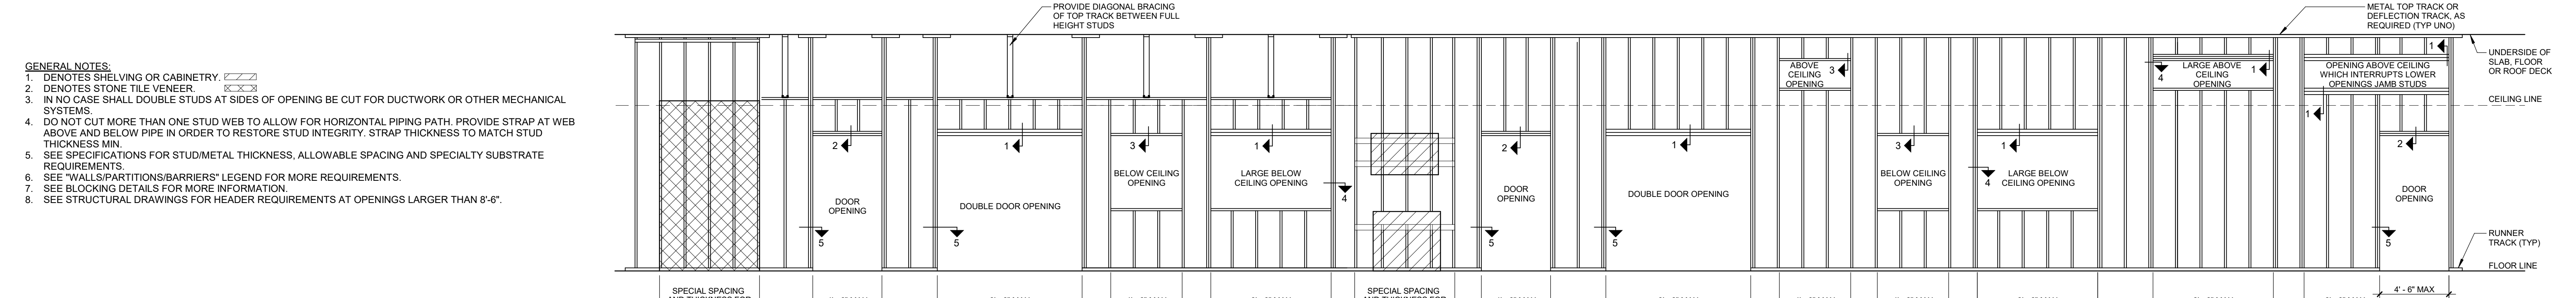 GENERAL NOTES:
1. DENOTES SHELVING OR CABINETRY.
2. DENOTES STONE TILE VENEER.
3. IN NO CASE SHALL DOUBLE STUDS AT SIDES OF OPENING BE CUT FOR DUCTWORK OR OTHER MECHANICAL
SYSTEMS.
4. DO NOT CUT MORE THAN ONE STUD WEB TO ALLOW FOR HORIZONTAL PIPING PATH. PROVIDE STRAP AT WEB
ABOVE AND BELOW PIPE IN ORDER TO RESTORE STUD INTEGRITY. STRAP THICKNESS TO MATCH STUD
THICKNESS MIN.
5. SEE SPECIFICATIONS FOR STUD/METAL THICKNESS, ALLOWABLE SPACING AND SPECIALTY SUBSTRATE
REQUIREMENTS.
6. SEE "WALLS/PARTITIONS/BARRIERS" LEGEND FOR MORE REQUIREMENTS.
7. SEE BLOCKING DETAILS FOR MORE INFORMATION.
8. SEE STRUCTURAL DRAWINGS FOR HEADER REQUIREMENTS AT OPENINGS LARGER THAN 8'-6".
PROVIDE DIAGONAL BRACING
OF TOP TRACK BETWEEN FULL
HEIGHT STUDS
METAL TOP TRACK OR
DEFLECTION TRACK, AS
REQUIRED (TYP UNO)
UNDERSIDE OF
SLAB, FLOOR
OR ROOF DECK
CEILING LINE
RUNNER
TRACK (TYP)
FLOOR LINE
2
DOOR
OPENING
5
1
DOUBLE DOOR OPENING
5
3
BELOW CEILING
OPENING
1
LARGE BELOW
CEILING OPENING
4
2
DOOR
OPENING
5
1
DOUBLE DOOR OPENING
5
ABOVE
CEILING
OPENING
3
3
BELOW CEILING
OPENING
1
4
LARGE BELOW
CEILING OPENING
4
LARGE ABOVE
CEILING
OPENING
1
1
OPENING ABOVE CEILING
WHICH INTERRUPTS LOWER
OPENINGS JAMB STUDS
1
2
DOOR
OPENING
5
4' - 6" MAX
SPECIAL SPACING
AND THICKNESS FOR
SPECIAL SPACING
AND THICKNESS FOR